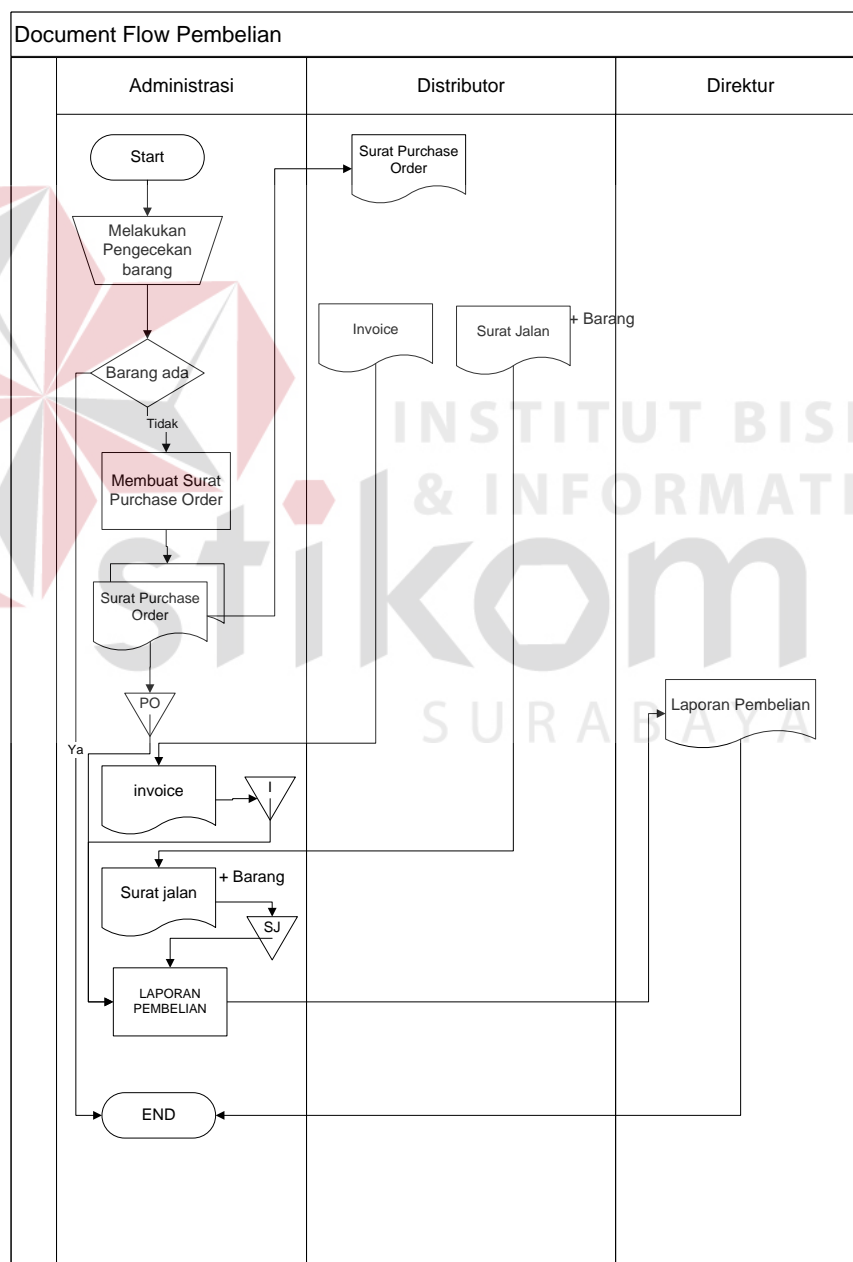 Document Flow Pembelian
Administrasi
Distributor
Direktur
Start
Surat Purchase
Order
Melakukan
Pengecekan
barang
Invoice
Surat Jalan
+ Barang
Barang ada
Tidak
Membuat Surat
Purchase Order
Surat Purchase
Order
PO
Laporan Pembelian
Ya
invoice
I
Surat jalan
+ Barang
SJ
LAPORAN
PEMBELIAN
END
INSTITUT BISI
& INFORMATI
stikom
SURABAYA